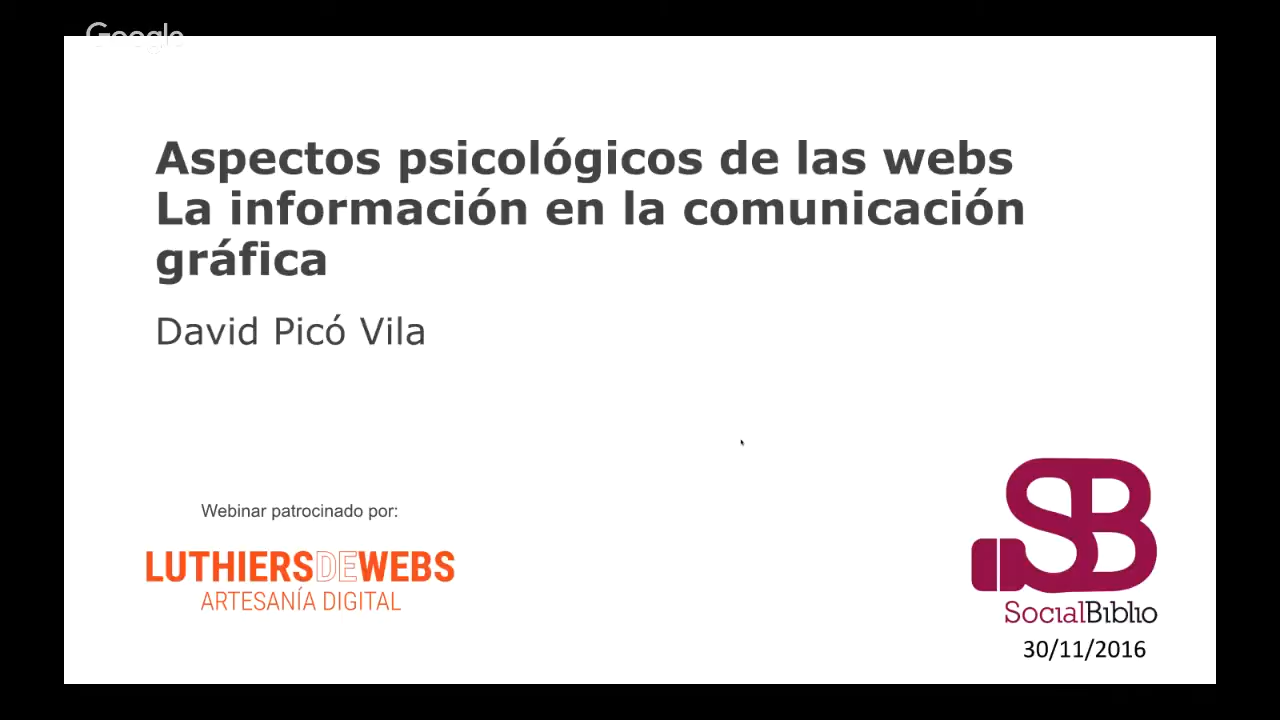 Google
Aspectos psicológicos de las webs
La información en la comunicación
gráfica
David Picó Vila
Webinar patrocinado por:
LUTHIERSDEWEBS
ARTESANÍA DIGITAL
SB
SocialBiblio
30/11/2016